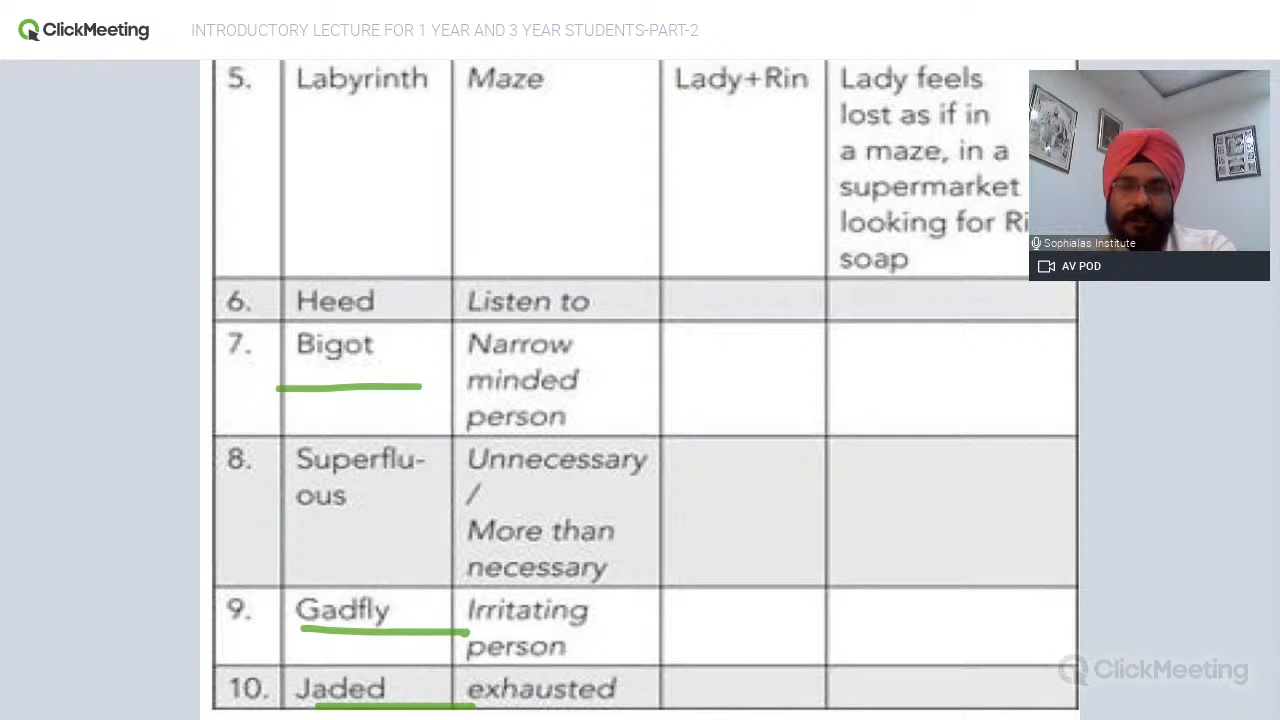 ClickMeeting
INTRODUCTORY LECTURE FOR 1 YEAR AND 3 YEAR STUDENTS-PART-2
5. Labyrinth Maze Lady+Rin Lady feels
lost as if in
a maze, in a
supermarket
looking for Ri
soap
Sophialas Institute
AV POD
6. Heed Listen to
7. Bigot Narrow
minded
person
8. Superflu- Unnecessary
ous /
More than
necessary
9. Gadfly Irritating
person
10. Jaded exhausted
ClickMeeting